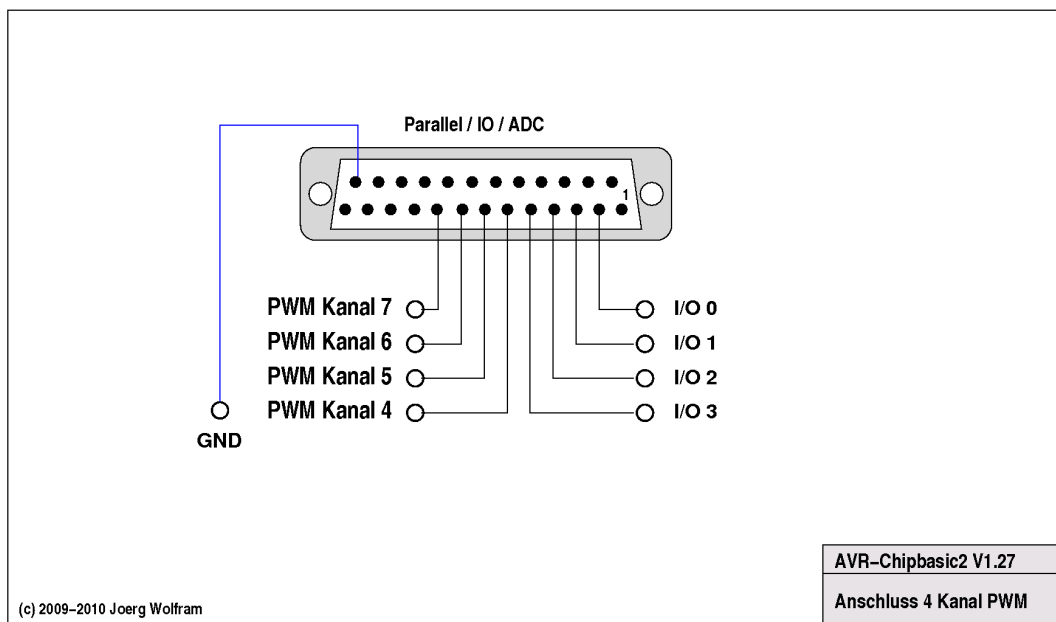 Parallel / IO / ADC
1
PWM Kanal 7
I/O 0
PWM Kanal 6
I/O 1
PWM Kanal 5
I/O 2
PWM Kanal 4
I/O 3
GND
AVR−Chipbasic2 V1.27
Anschluss 4 Kanal PWM
(c) 2009−2010 Joerg Wolfram